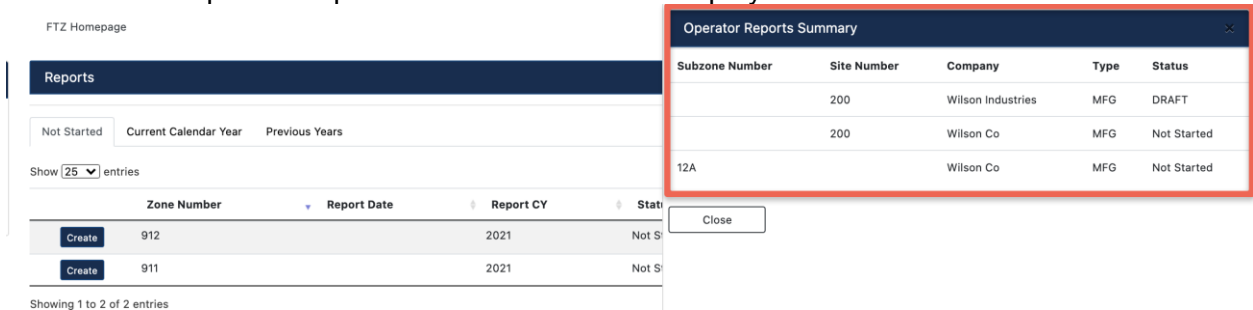 FTZ Homepage
Reports
Not Started Current Calendar Year Previous Years
Show 25 entries
Zone Number Report Date Report CY
Create 912 2021 Not S
Create 911 2021 Not S
Showing 1 to 2 of 2 entries
Operator Reports Summary ×
Subzone Number Site Number Company Type Status
200 Wilson Industries MFG DRAFT
200 Wilson Co MFG Not Started
12A Wilson Co MFG Not Started
Close